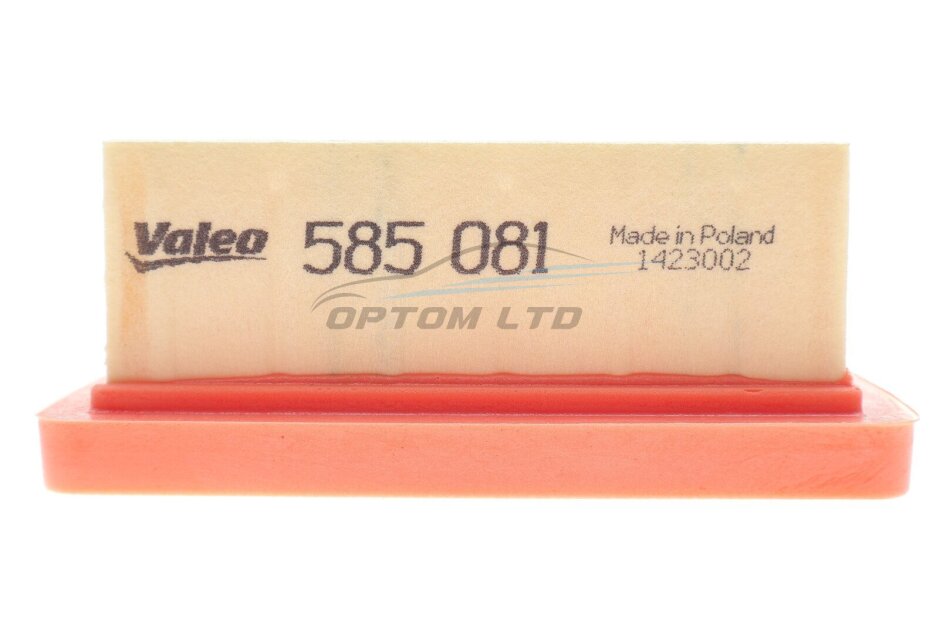 Valeo 585 081 Made in Poland
1423002
OPTOM LTD